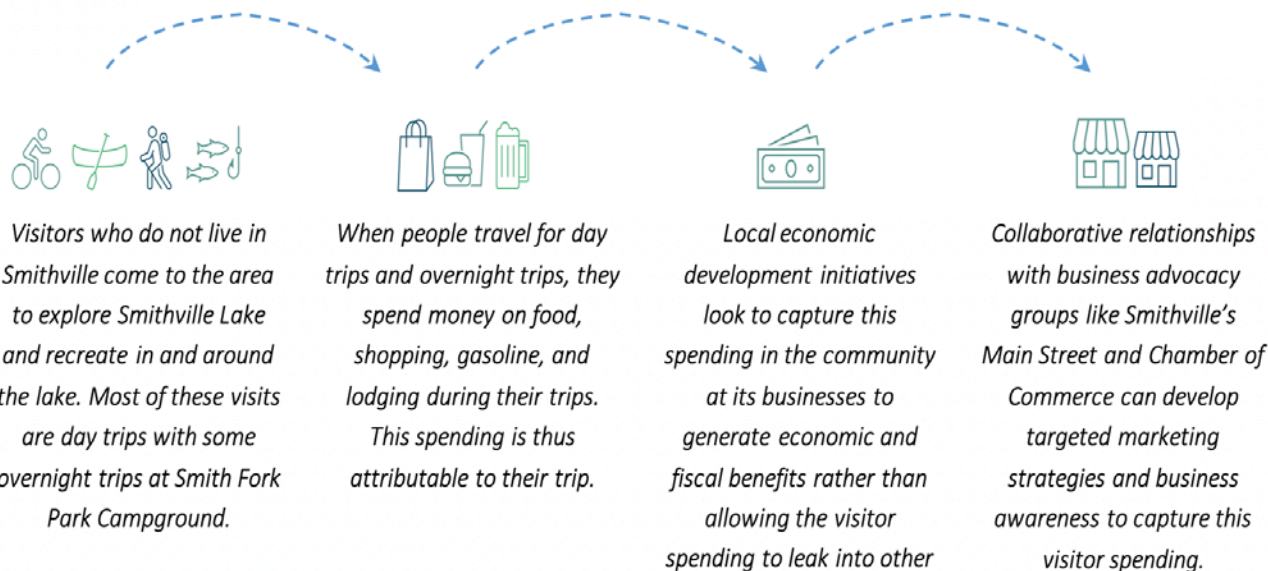 Visitors who do not live in
Smithville come to the area
to explore Smithville Lake
and recreate in and around
the lake. Most of these visits
are day trips with some
overnight trips at Smith Fork
Park Campground.
When people travel for day
trips and overnight trips, they
spend money on food,
shopping, gasoline, and
lodging during their trips.
This spending is thus
attributable to their trip.
Local economic
development initiatives
look to capture this
spending in the community
at its businesses to
generate economic and
fiscal benefits rather than
allowing the visitor
spending to leak into other
Collaborative relationships
with business advocacy
groups like Smithville's
Main Street and Chamber of
Commerce can develop
targeted marketing
strategies and business
awareness to capture this
visitor spending.